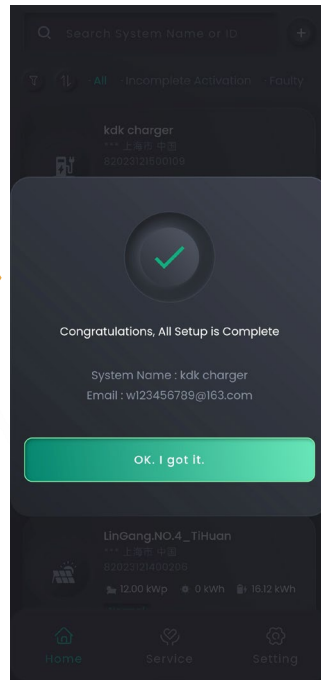 Search System Name or ID
All Incomplete Activation Faulty
kdk charger
*** 上海市 中国
82023121500109
Congratulations, All Setup is Complete
System Name : kdk charger
Email : w123456789@163.com
OK. I got it.
LinGang.NO.4_TiHuan
*** 上海市 中国
82023121400200
12.00 kWp 0 kWh 16.12 kWh
Home Service Setting